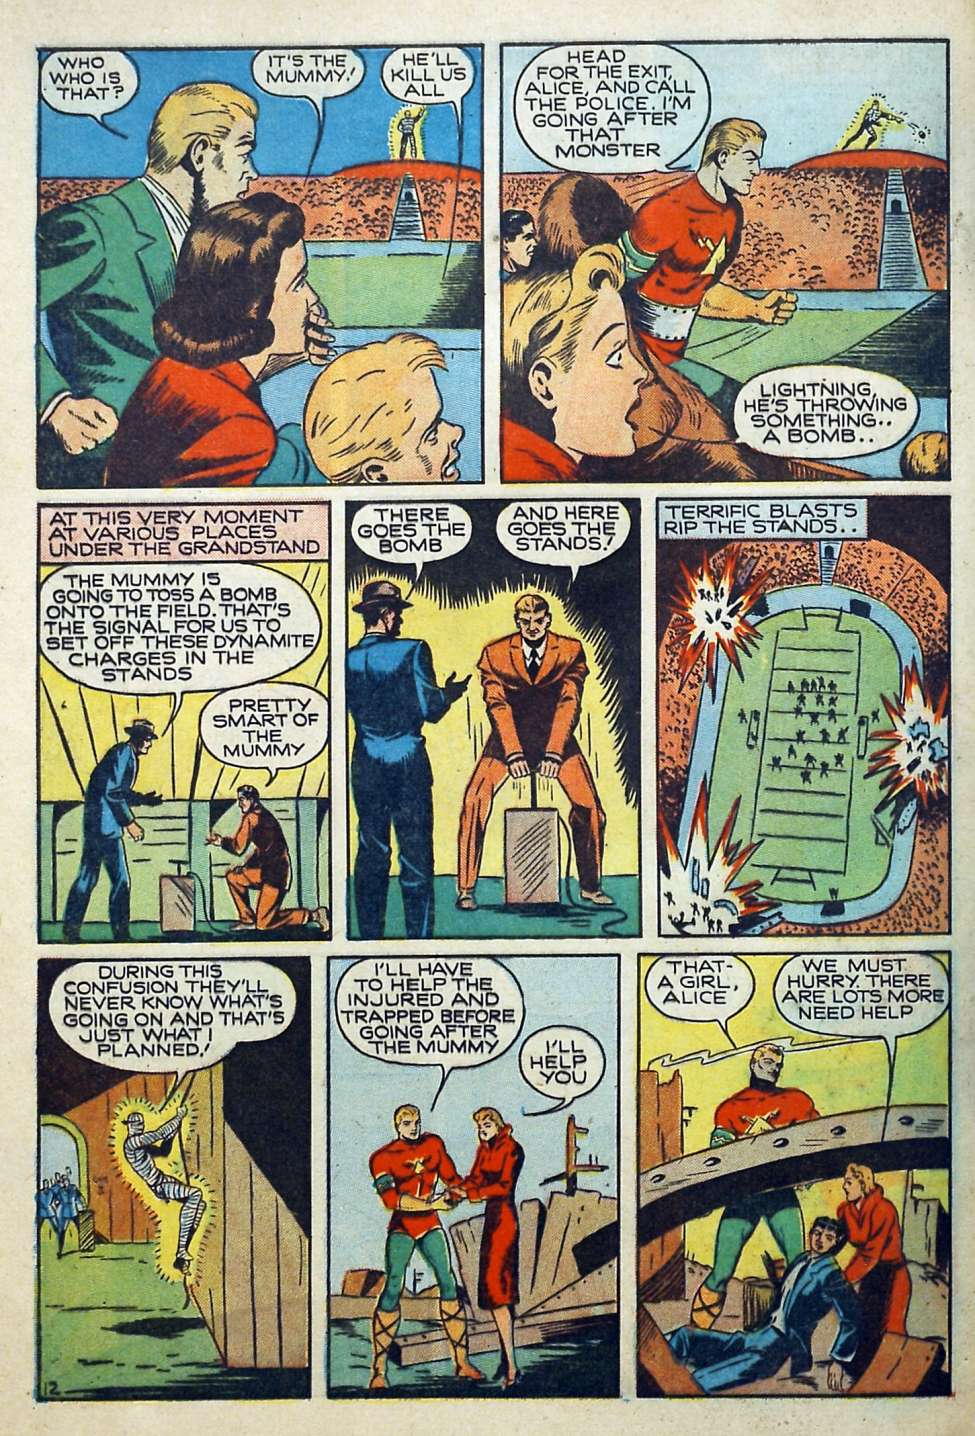 WHO
WHO IS
THAT?
IT'S THE
MUMMY!
HE'LL
KILL US
ALL
HEAD
FOR THE EXIT,
ALICE, AND CALL
THE POLICE. I'M
GOING AFTER
THAT
MONSTER
LIGHTNING,
HE'S THROWING
SOMETHING..
A BOMB..
AT THIS VERY MOMENT
AT VARIOUS PLACES
UNDER THE GRANDSTAND
THE MUMMY IS
GOING TO TOSS A BOMB
ONTO THE FIELD. THAT'S
THE SIGNAL FOR US TO
SET OFF THESE DYNAMITE
CHARGES IN THE
STANDS
PRETTY
SMART OF
THE
MUMMY
THERE
GOES THE
BOMB
AND HERE
GOES THE
STANDS!
TERRIFIC BLASTS
RIP THE STANDS..
DURING THIS
CONFUSION THEY'LL
NEVER KNOW WHAT'S
GOING ON AND THAT'S
JUST WHAT I
PLANNED!
12
I'LL HAVE
TO HELP THE
INJURED AND
TRAPPED BEFORE
GOING AFTER
THE MUMMY
I'LL
HELP
YOU
THAT-
A GIRL,
ALICE
WE MUST
HURRY. THERE
ARE LOTS MORE
NEED HELP